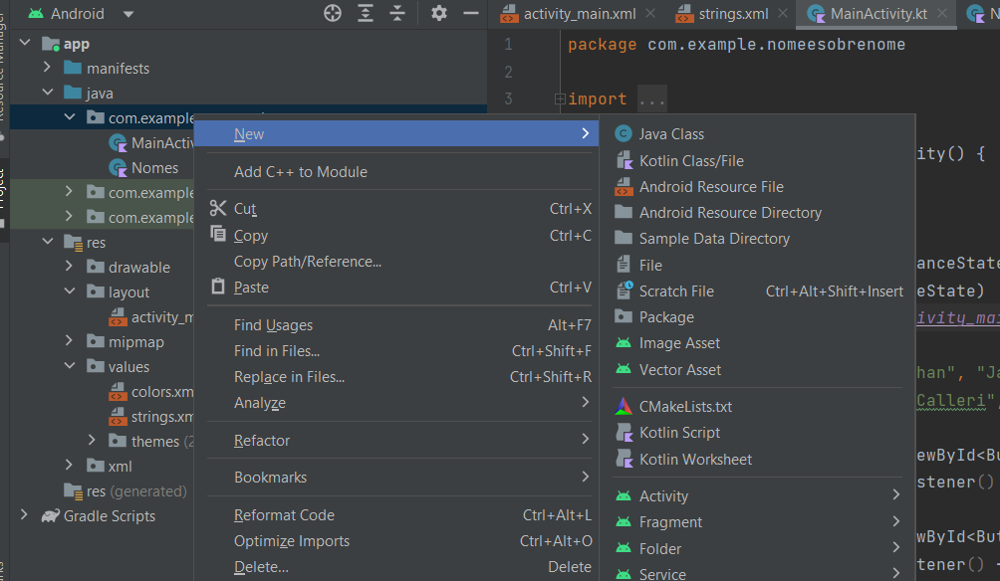 Android
activity_main.xml
strings.xml
MainActivity.kt
N
Resource Manager
Project
app
manifests
java
com.example
MainActiv
Nomes
com.example
com.example
res
drawable
layout
activity_m
mipmap
values
colors.xm
strings.xm
themes (2
xml
res (generated)
Gradle Scripts
1 package com.example.nomeesobrenome
2
3 import ...
ity() {
anceState
eState)
ivity_mai
han", "Ja
Calleri",
ewById<Bu
stener()
wById<But
tener()
New
Add C++ to Module
Cut Ctrl+X
Copy Ctrl+C
Copy Path/Reference...
Paste Ctrl+V
Find Usages Alt+F7
Find in Files... Ctrl+Shift+F
Replace in Files... Ctrl+Shift+R
Analyze
Refactor
Bookmarks
Reformat Code Ctrl+Alt+L
Optimize Imports Ctrl+Alt+O
Delete... Delete
Java Class
Kotlin Class/File
Android Resource File
Android Resource Directory
Sample Data Directory
File
Scratch File Ctrl+Alt+Shift+Insert
Package
Image Asset
Vector Asset
CMakeLists.txt
Kotlin Script
Kotlin Worksheet
Activity
Fragment
Folder
Service